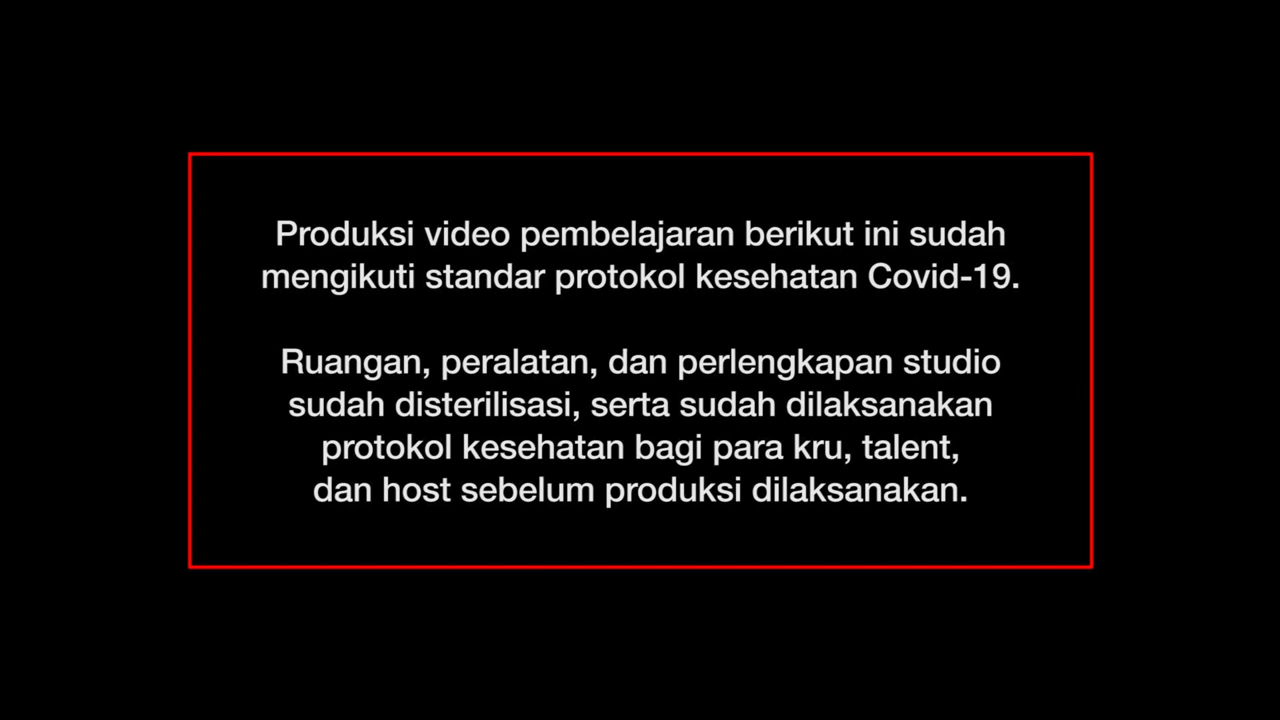 Produksi video pembelajaran berikut ini sudah
mengikuti standar protokol kesehatan Covid-19.
Ruangan, peralatan, dan perlengkapan studio
sudah disterilisasi, serta sudah dilaksanakan
protokol kesehatan bagi para kru, talent,
dan host sebelum produksi dilaksanakan.